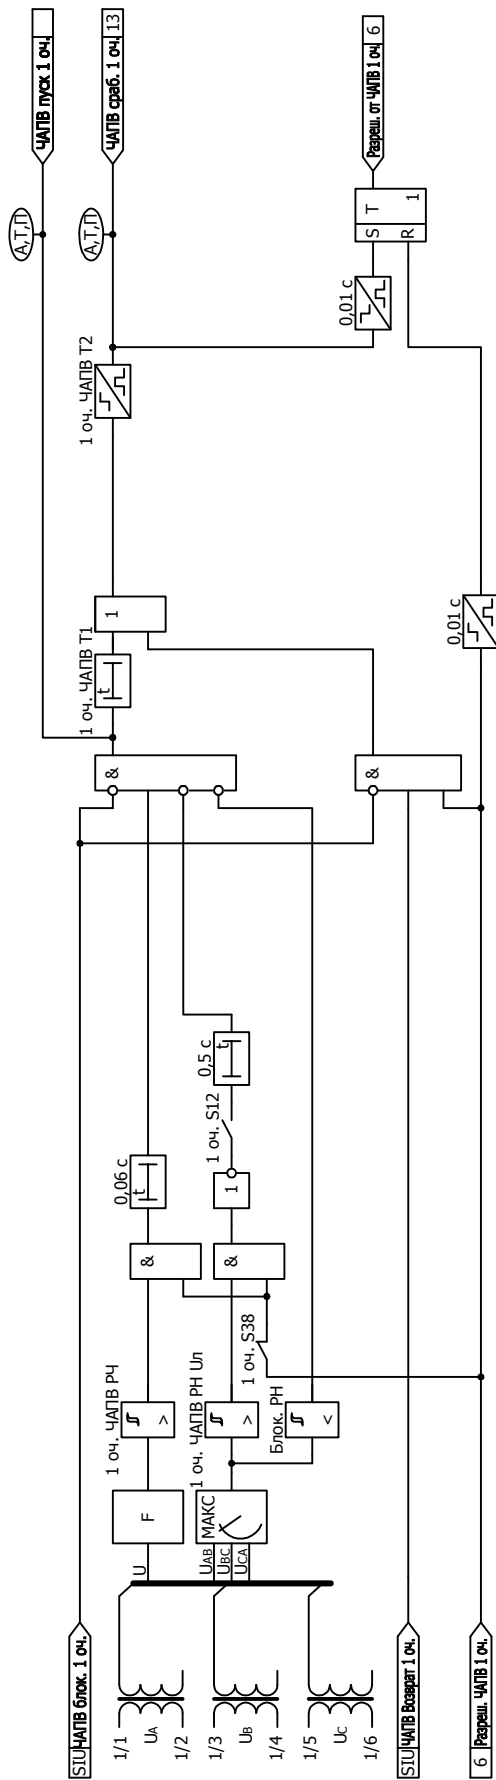 SIU ЧАПВ блок. 1 оч.
1/1
UA
1/2
1/3
UB
1/4
1/5
UC
1/6
SIU ЧАПВ Возврат 1 оч.
6 Разреш. ЧАПВ 1 оч.
U
F
UAB
UBC
UCA
МАКС
1 оч. ЧАПВ РЧ
>
1 оч. ЧАПВ РН Uл
>
Блок. РН
<
1 оч. S38
&
&
0,06 с
t
1
1 оч. S12
0,5 с
t
&
&
1 оч. ЧАПВ T1
t
1
0,01 с
1 оч. ЧАПВ T2
0,01 с
S T
R 1
А,Т,П
А,Т,П
ЧАПВ пуск 1 оч.
ЧАПВ сраб. 1 оч. 13
Разреш. от ЧАПВ 1 оч. 6